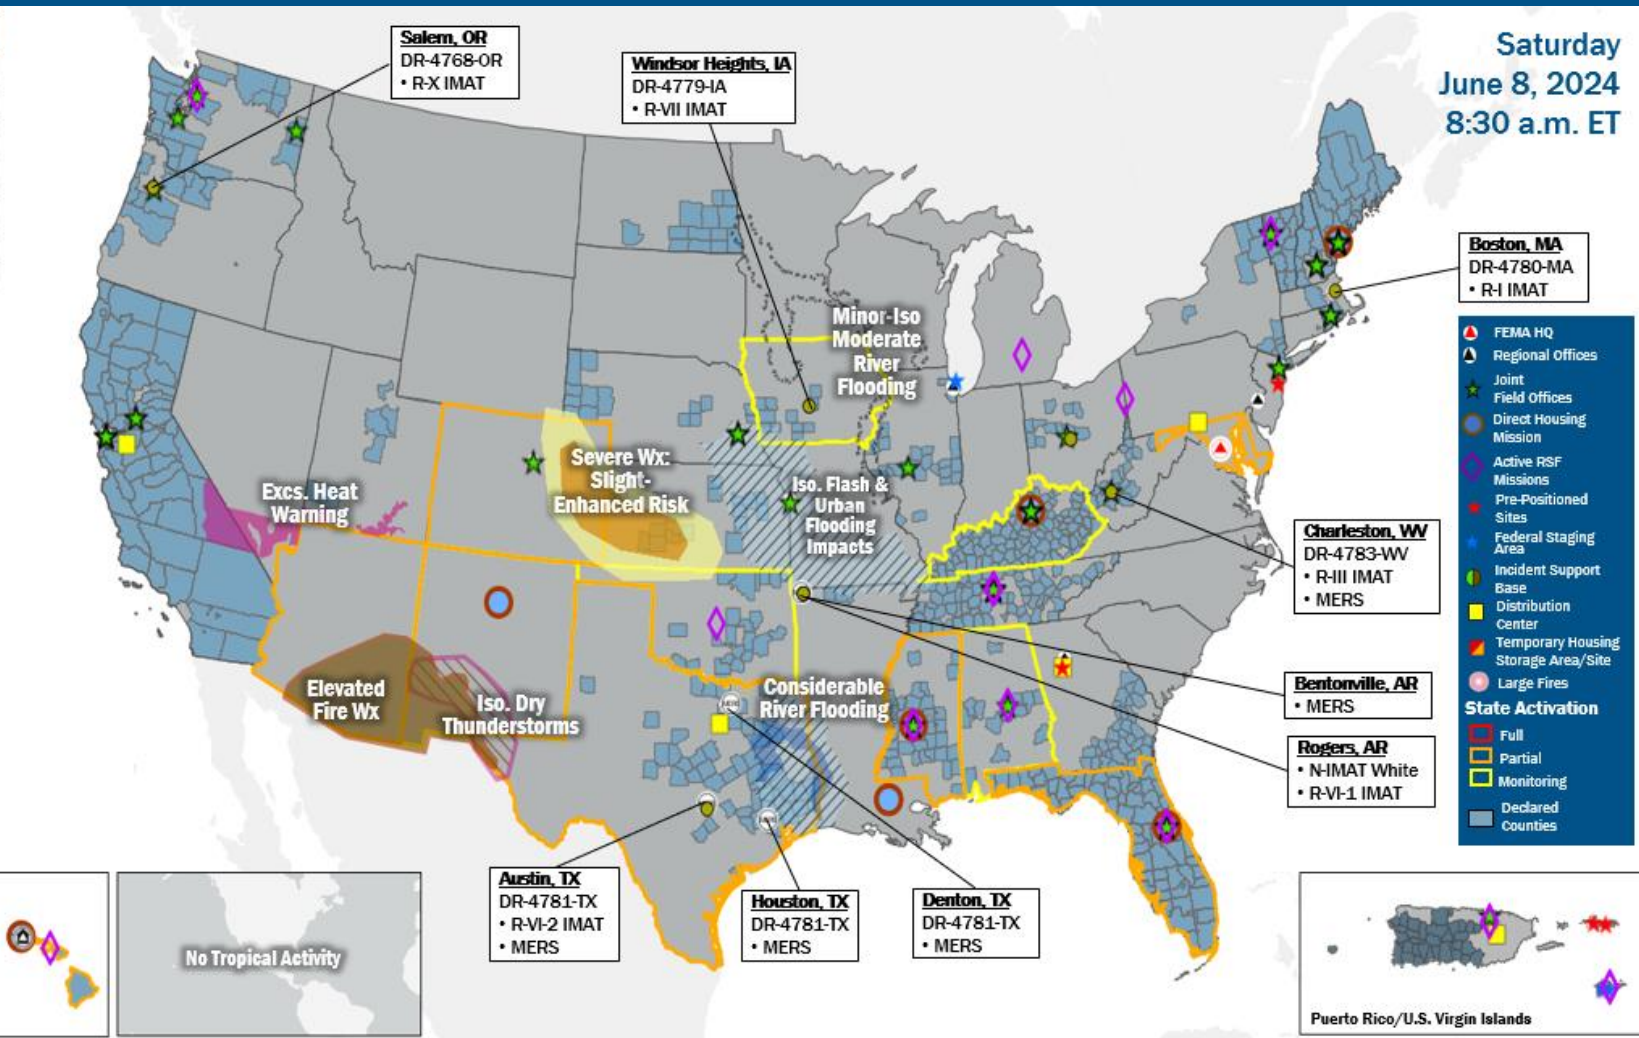 Saturday
June 8, 2024
8:30 a.m. ET
Salem, OR
DR-4768-OR
• R-X IMAT
Windsor Heights, IA
DR-4779-IA
• R-VII IMAT
Boston, MA
DR-4780-MA
• R-I IMAT
Minor-Iso
Moderate
River
Flooding
Severe Wx:
Slight-
Enhanced Risk
Excs. Heat
Warning
Iso. Flash &
Urban
Flooding
Impacts
Charleston, WV
DR-4783-WV
• R-III IMAT
• MERS
Elevated
Fire Wx
Iso. Dry
Thunderstorms
Considerable
River Flooding
Bentonville, AR
• MERS
Rogers, AR
• N-IMAT White
• R-VI-1 IMAT
Austin, TX
DR-4781-TX
• R-VI-2 IMAT
• MERS
Houston, TX
DR-4781-TX
• MERS
Denton, TX
DR-4781-TX
• MERS
No Tropical Activity
Puerto Rico/U.S. Virgin Islands
FEMA HQ
Regional Offices
Joint
Field Offices
Direct Housing
Mission
Active RSF
Missions
Pre-Positioned
Sites
Federal Staging
Area
Incident Support
Base
Distribution
Center
Temporary Housing
Storage Area/Site
Large Fires
State Activation
Full
Partial
Monitoring
Declared
Counties